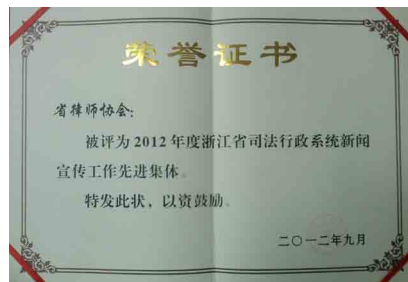 荣誉证书
省律师协会：
被评为2012年度浙江省司法行政系统新闻
宣传工作先进集体。
特发此状，以资鼓励。
二〇一二年九月